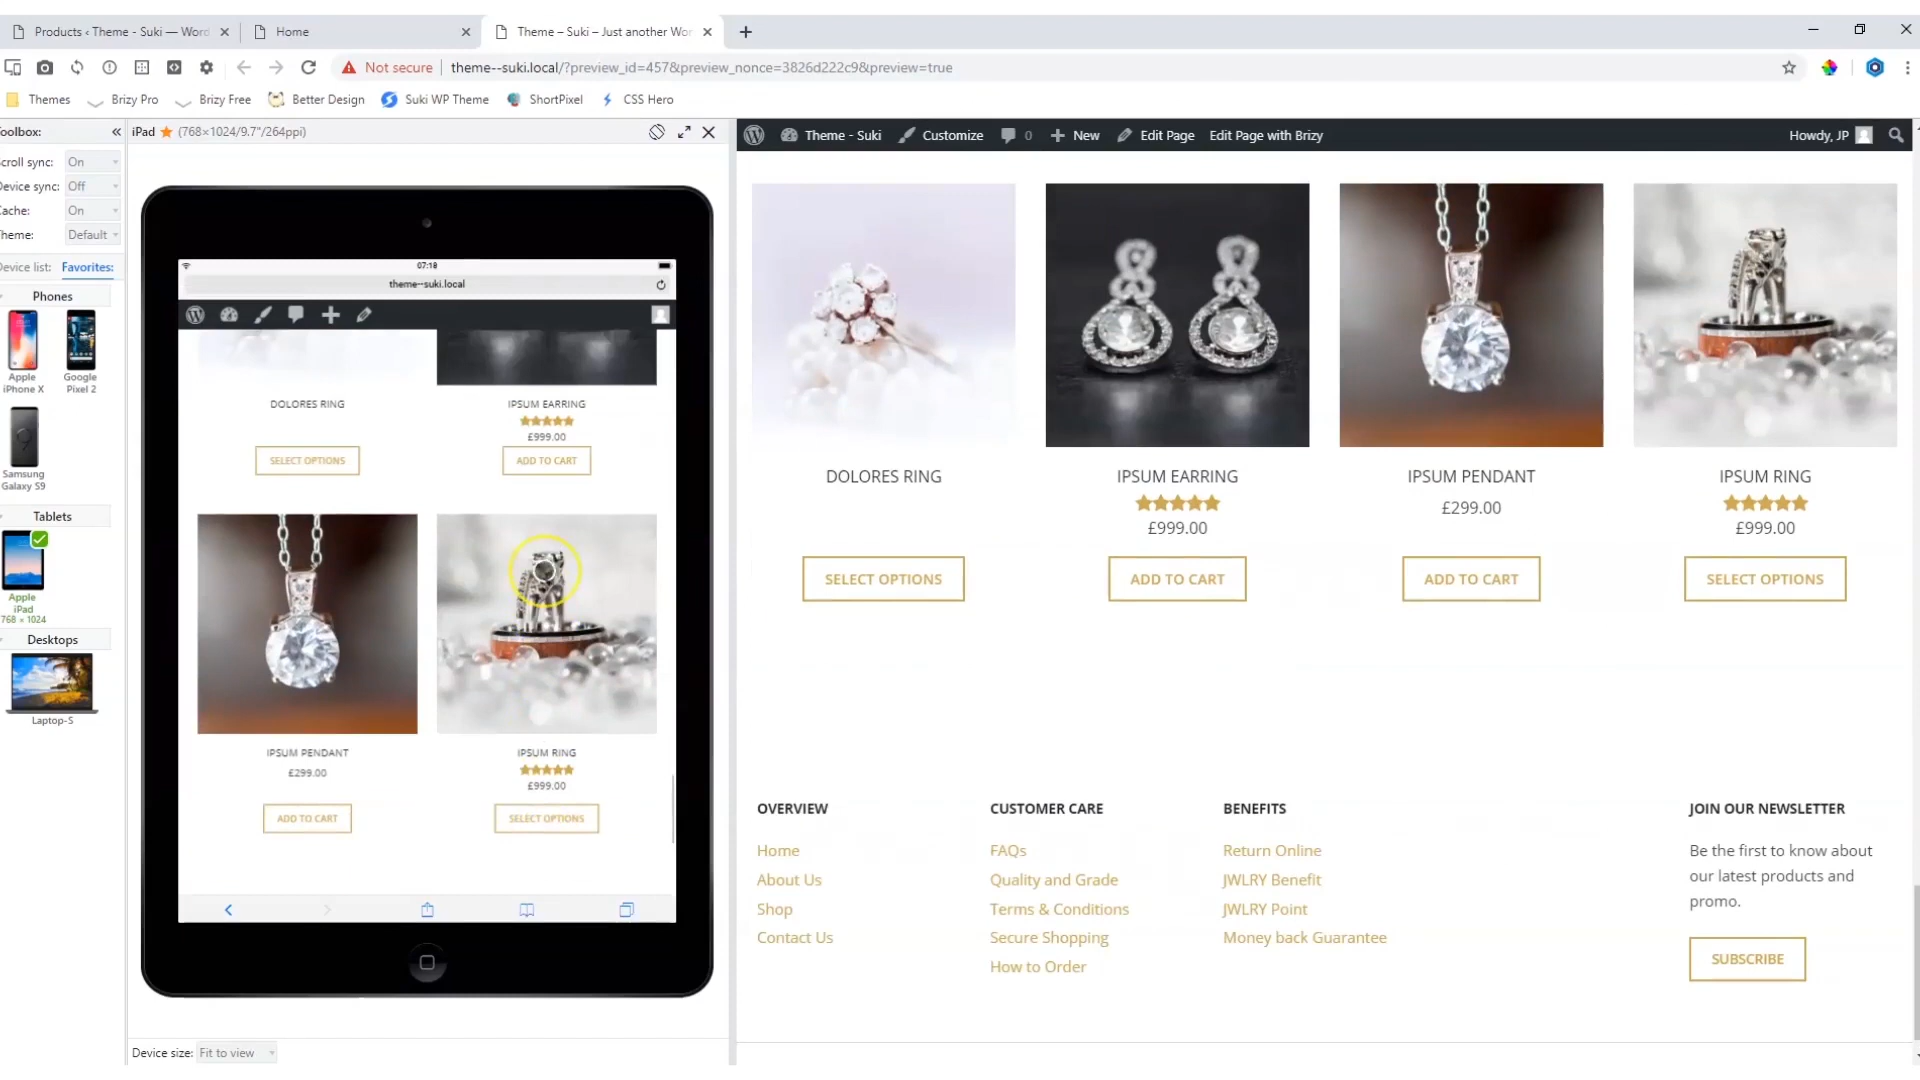 Products ‹ Theme - Suki — Word
Home
Theme – Suki – Just another Wor
Not secure
theme--suki.local/?preview_id=457&preview_nonce=3826d222c9&preview=true
Themes
Brizy Pro
Brizy Free
Better Design
Suki WP Theme
ShortPixel
CSS Hero
oolbox:
«
croll sync:
On
evice sync:
Off
ache:
On
heme:
Default
evice list:
Favorites:
Phones
Apple
iPhone X
Google
Pixel 2
Samsung
Galaxy S9
Tablets
Apple
iPad
768 × 1024
Desktops
Laptop-S
iPad
(768×1024/9.7"/264ppi)
07:18
theme--suki.local
DOLORES RING
SELECT OPTIONS
IPSUM EARRING
£999.00
ADD TO CART
IPSUM PENDANT
£299.00
ADD TO CART
IPSUM RING
£999.00
SELECT OPTIONS
Device size:
Fit to view
Theme - Suki
Customize
0
New
Edit Page
Edit Page with Brizy
Howdy, JP
DOLORES RING
SELECT OPTIONS
IPSUM EARRING
£999.00
ADD TO CART
IPSUM PENDANT
£299.00
ADD TO CART
IPSUM RING
£999.00
SELECT OPTIONS
OVERVIEW
Home
About Us
Shop
Contact Us
CUSTOMER CARE
FAQs
Quality and Grade
Terms & Conditions
Secure Shopping
How to Order
BENEFITS
Return Online
JWLRY Benefit
JWLRY Point
Money back Guarantee
JOIN OUR NEWSLETTER
Be the first to know about
our latest products and
promo.
SUBSCRIBE